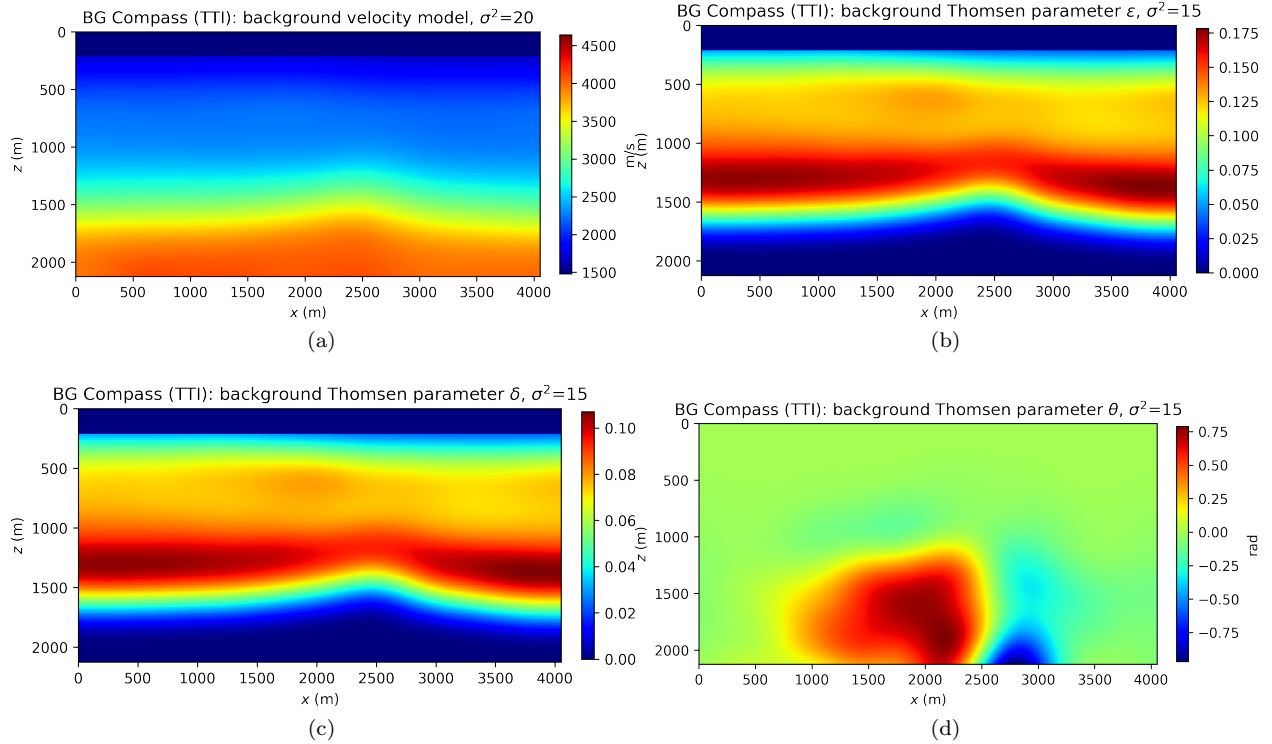 BG Compass (TTI): background velocity model, σ²=20
0
500
1000
1500
2000
z (m)
0 500 1000 1500 2000 2500 3000 3500 4000
x (m)
4500
4000
3500
3000
2500
2000
1500
m/s
(a)
BG Compass (TTI): background Thomsen parameter ε, σ²=15
0
500
1000
1500
2000
z (m)
0 500 1000 1500 2000 2500 3000 3500 4000
x (m)
0.175
0.150
0.125
0.100
0.075
0.050
0.025
0.000
(b)
BG Compass (TTI): background Thomsen parameter δ, σ²=15
0
500
1000
1500
2000
z (m)
0 500 1000 1500 2000 2500 3000 3500 4000
x (m)
0.10
0.08
0.06
0.04
0.02
0.00
(c)
BG Compass (TTI): background Thomsen parameter θ, σ²=15
0
500
1000
1500
2000
z (m)
0 500 1000 1500 2000 2500 3000 3500 4000
x (m)
0.75
0.50
0.25
0.00
−0.25
−0.50
−0.75
rad
(d)